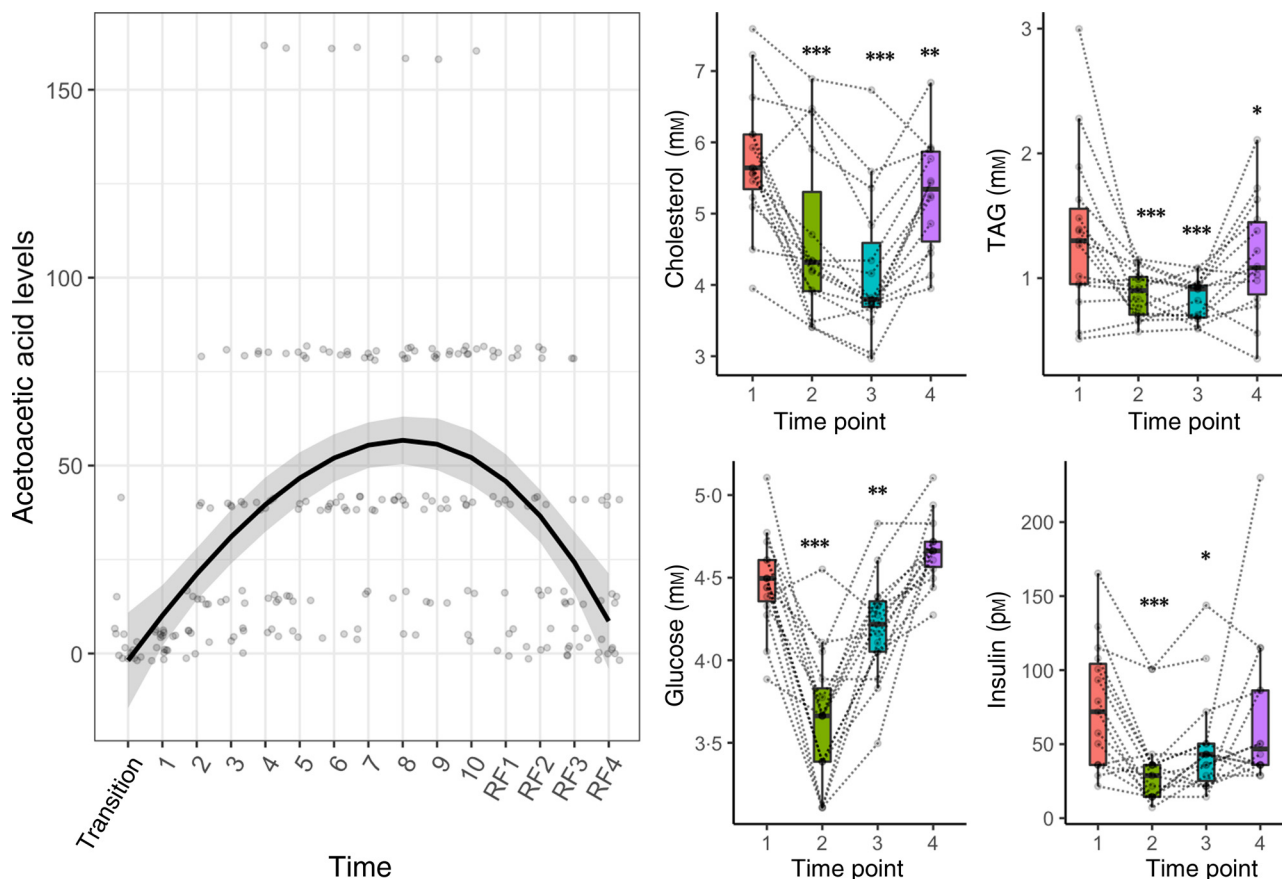 Acetoacetic acid levels
150
100
50
0
Transition
1
2
3
4
5
6
7
8
9
10
RF1
RF2
RF3
RF4
Time
Cholesterol (mM)
7
6
5
4
3
***
***
**
1 2 3 4
Time point
TAG (mM)
3
2
1
***
***
*
1 2 3 4
Time point
Glucose (mM)
5·0
4·5
4·0
3·5
***
**
1 2 3 4
Time point
Insulin (pM)
200
150
100
50
0
***
*
1 2 3 4
Time point